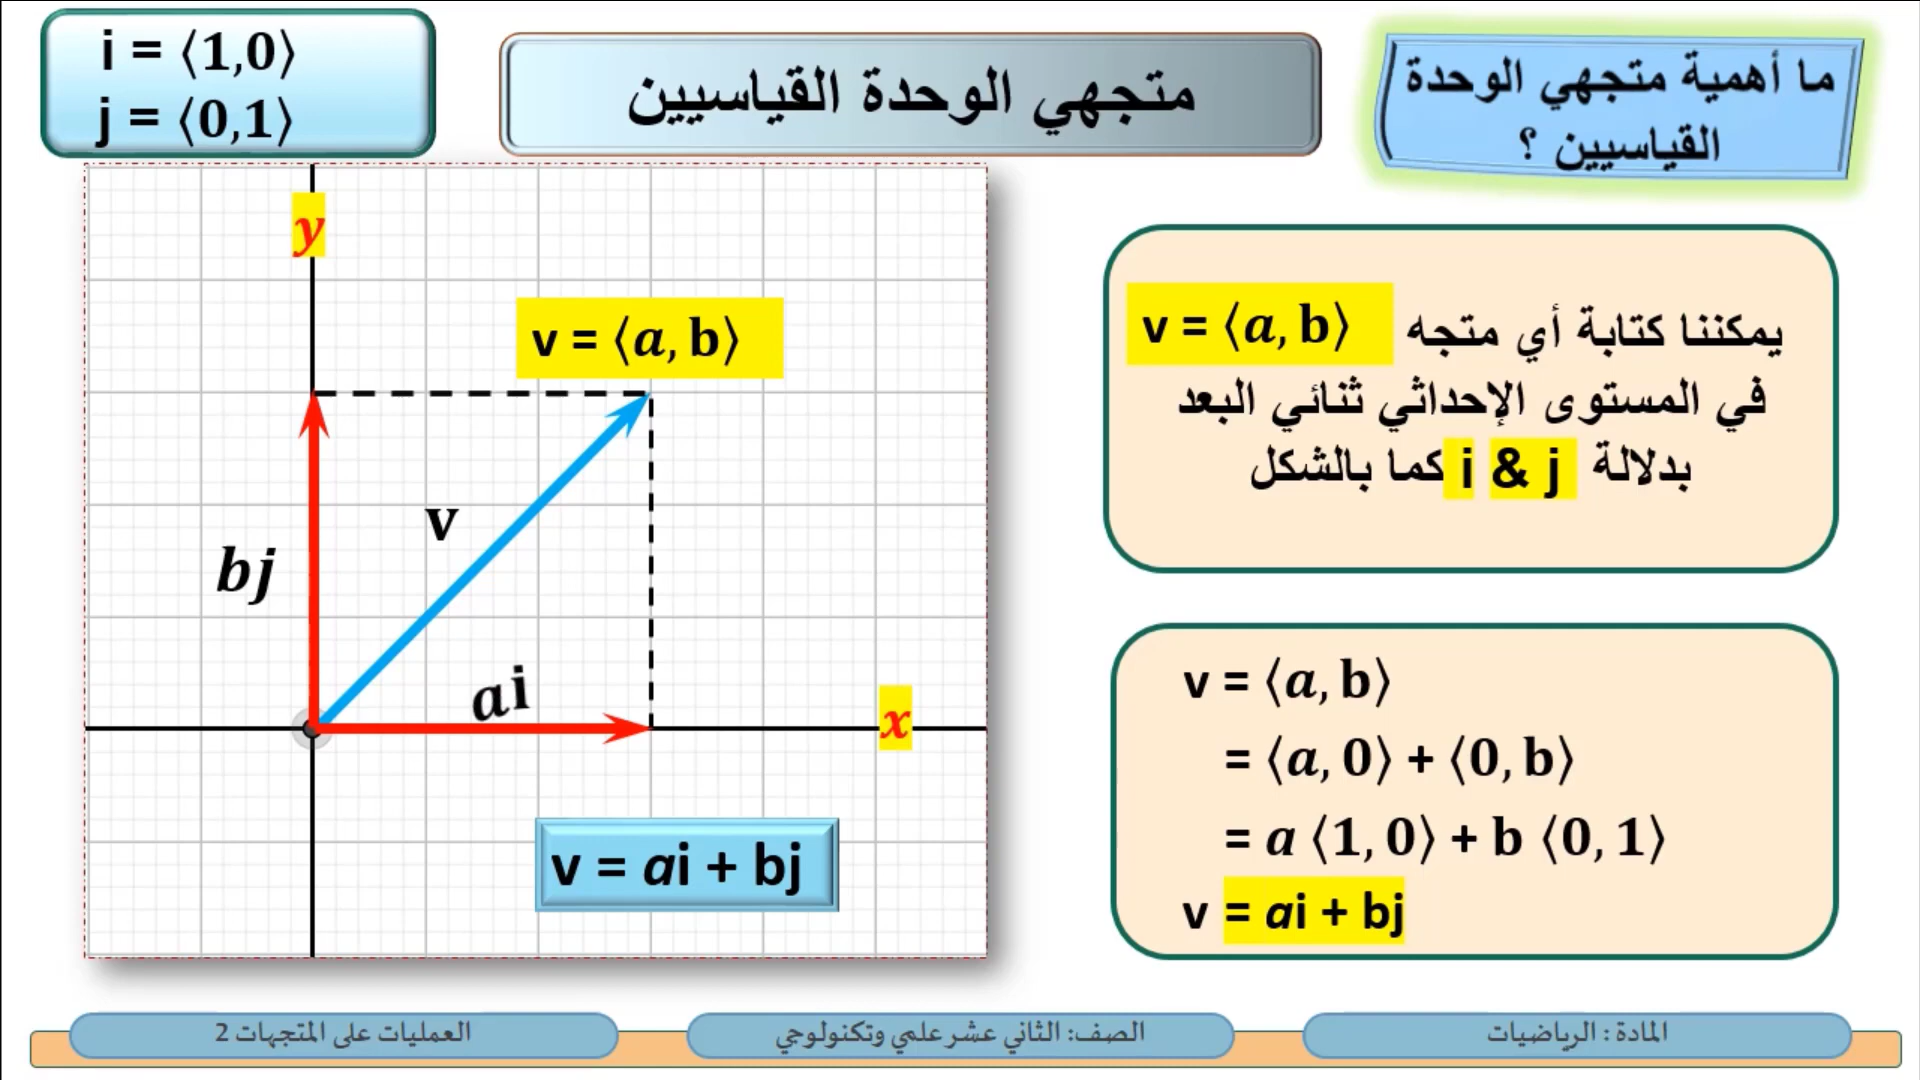 i = ⟨1,0⟩
j = ⟨0,1⟩
متجهي الوحدة القياسيين
ما أهمية متجهي الوحدة
القياسيين ؟
y
v = ⟨a, b⟩
v
bj
ai
x
v = ai + bj
يمكننا كتابة أي متجه v = ⟨a, b⟩
في المستوى الإحداثي ثنائي البعد
بدلالة i & j كما بالشكل
v = ⟨a, b⟩
= ⟨a, 0⟩ + ⟨0, b⟩
= a ⟨1, 0⟩ + b ⟨0, 1⟩
v = ai + bj
المادة : الرياضيات
الصف: الثاني عشر علمي وتكنولوجي
العمليات على المتجهات 2